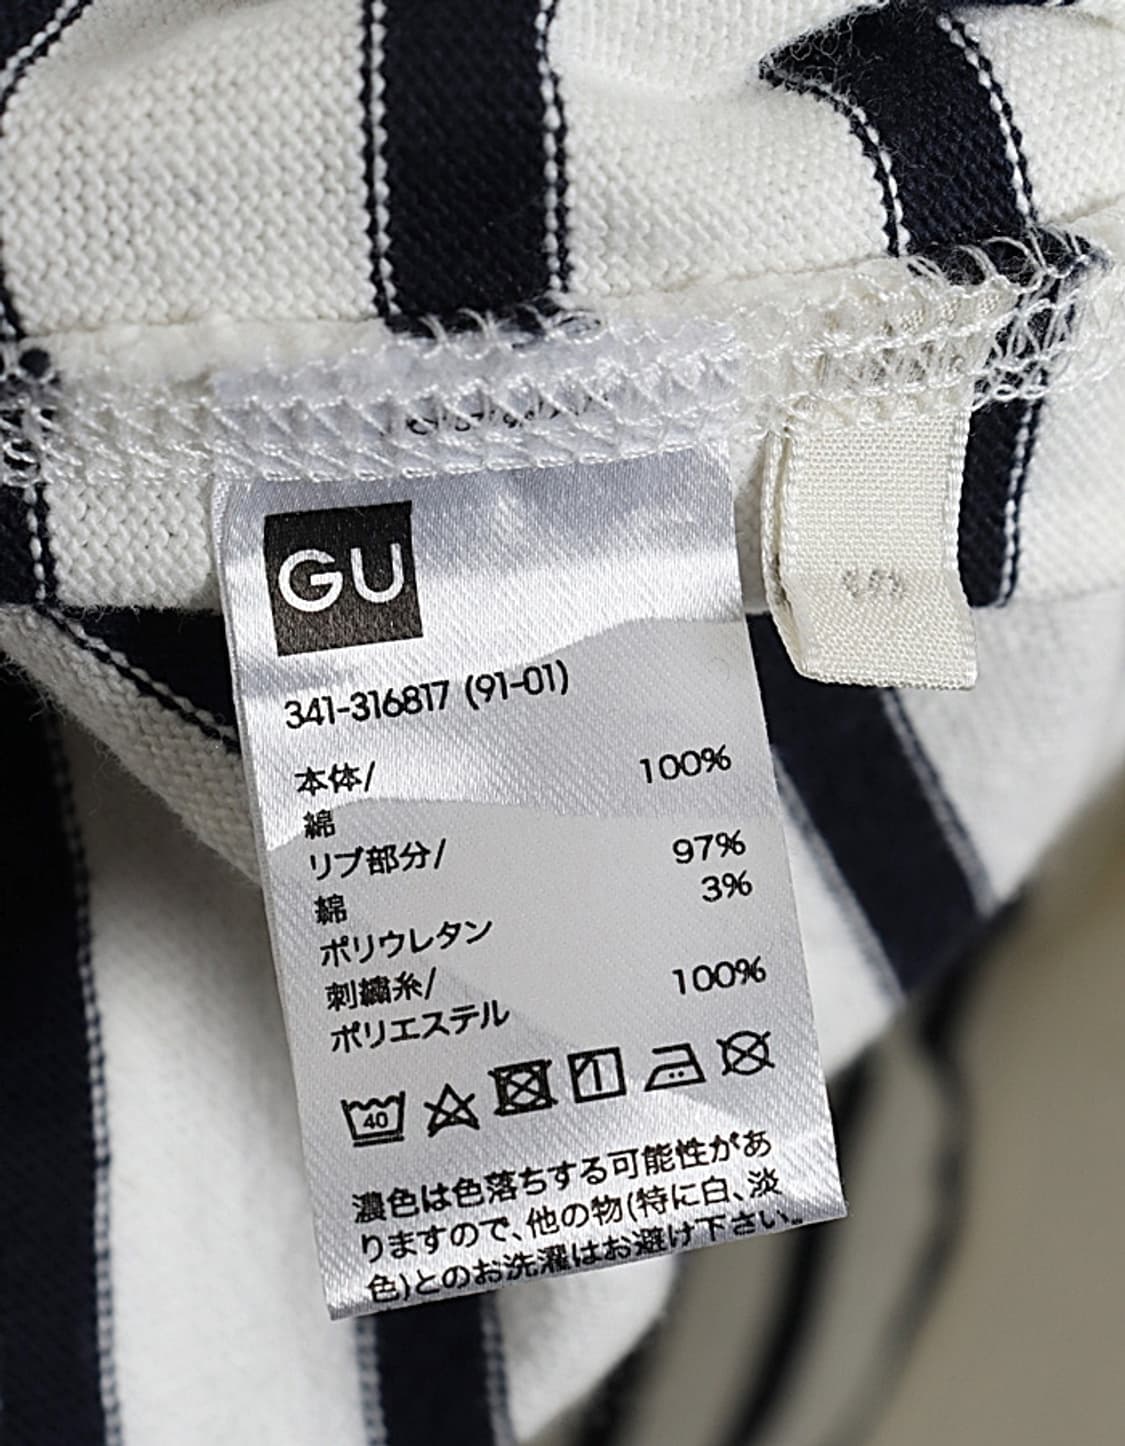 GU
341-316817 (91-01)
本体/ 100%
綿
リブ部分/ 97%
綿 3%
ポリウレタン
刺繍糸/ 100%
ポリエステル
40
濃色は色落ちする可能性があ
りますので、他の物(特に白、淡
色)とのお洗濯はお避け下さい。